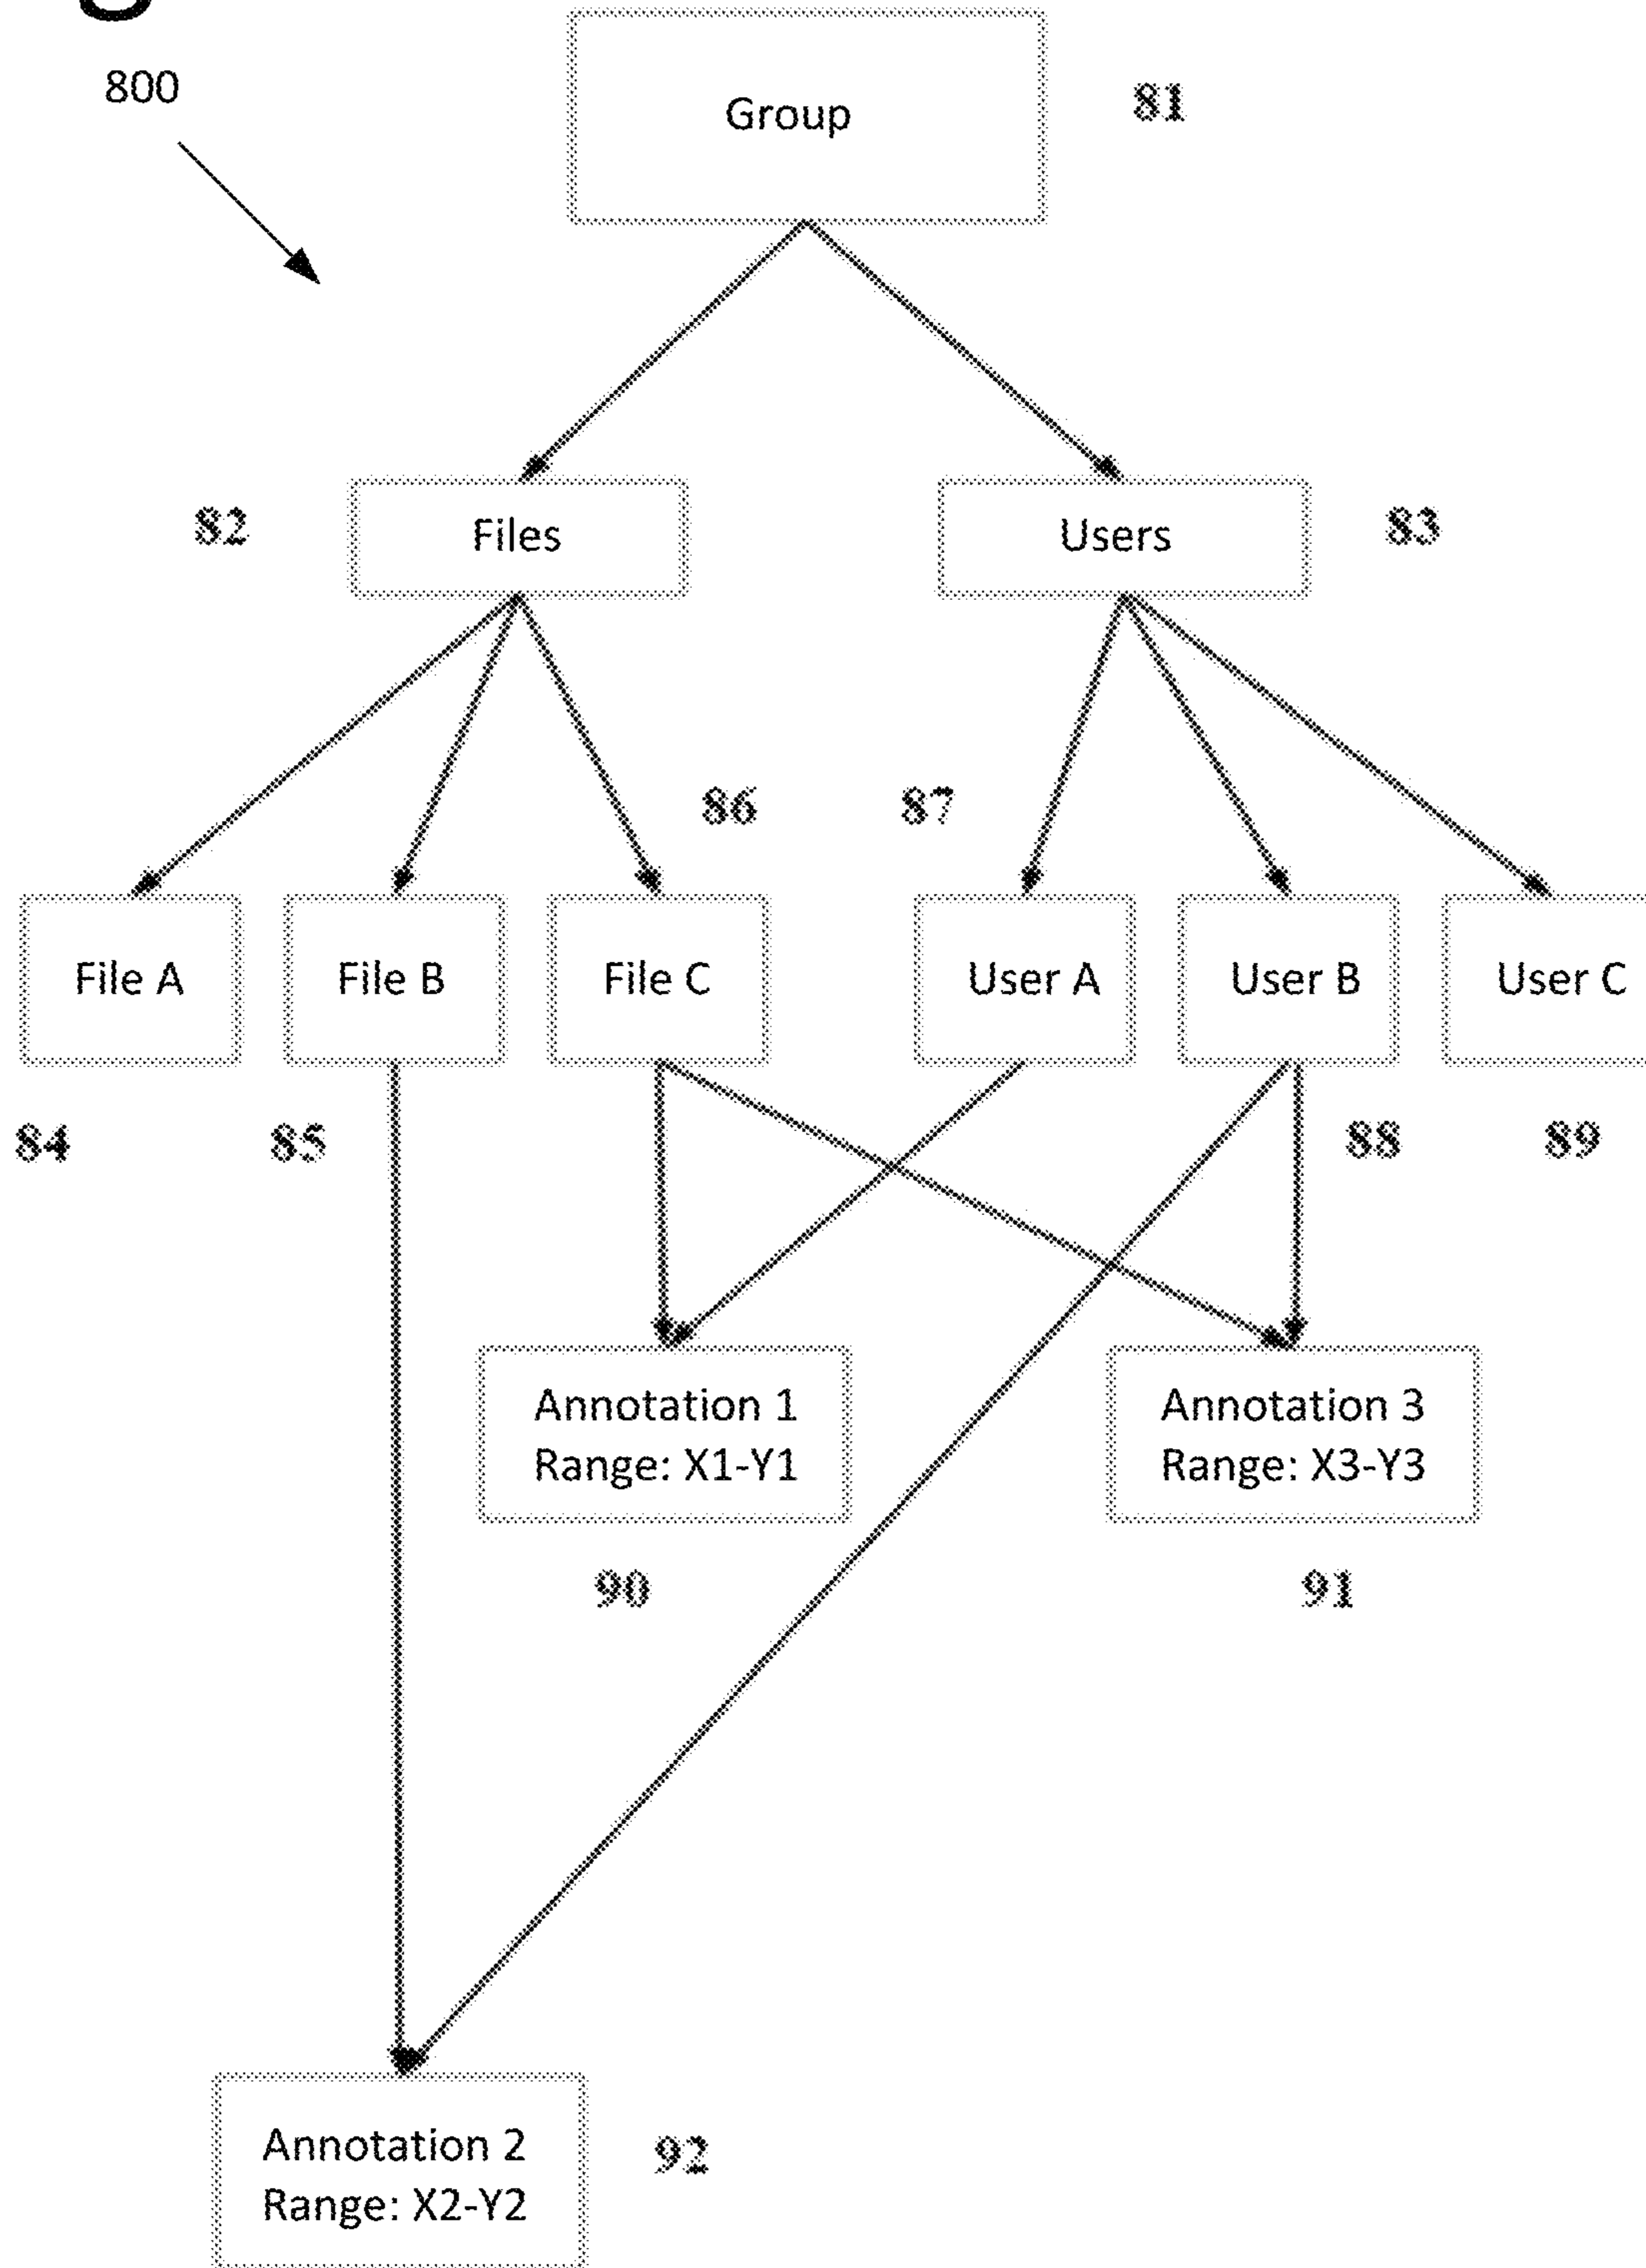 800
Group
81
82
Files
Users
83
86
87
File A
File B
File C
User A
User B
User C
84
85
88
89
Annotation 1
Range: X1-Y1
Annotation 3
Range: X3-Y3
90
91
Annotation 2
Range: X2-Y2
92